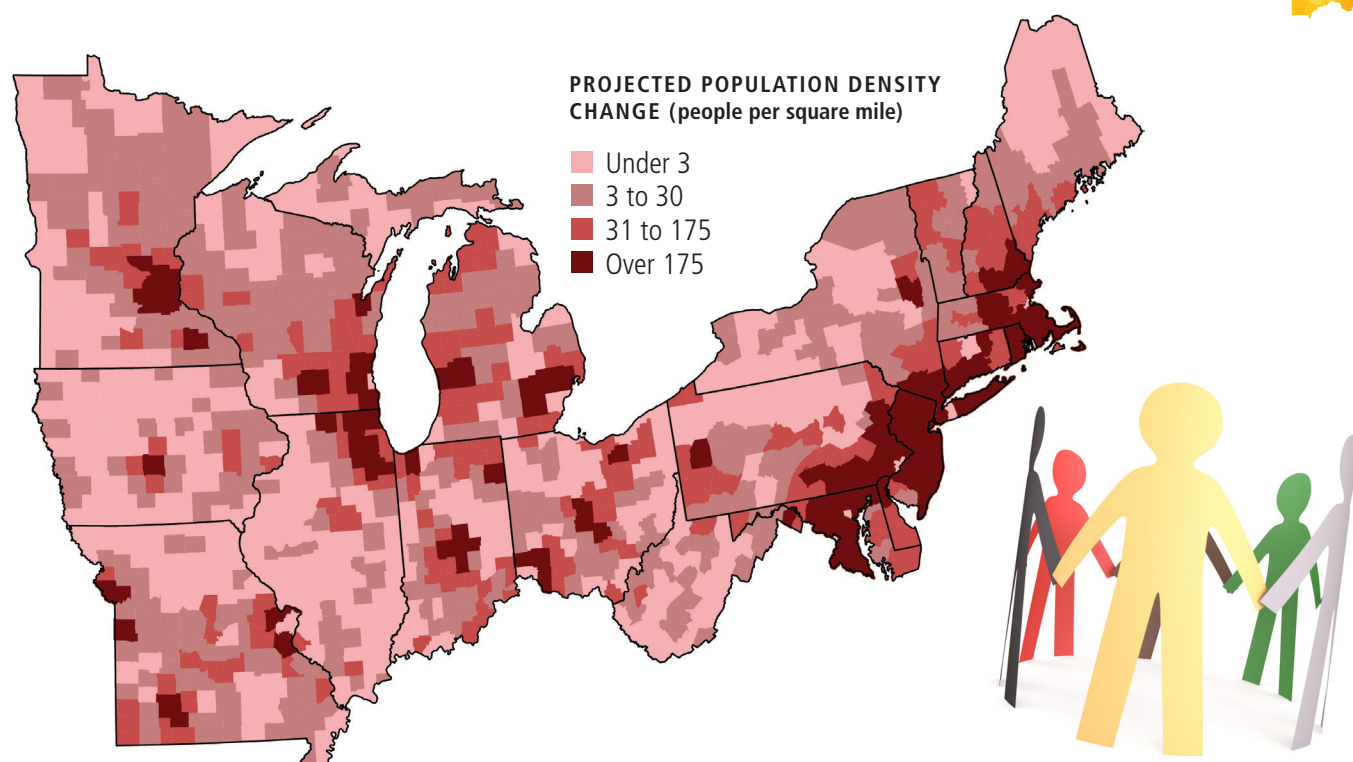 PROJECTED POPULATION DENSITY
CHANGE (people per square mile)
Under 3
3 to 30
31 to 175
Over 175